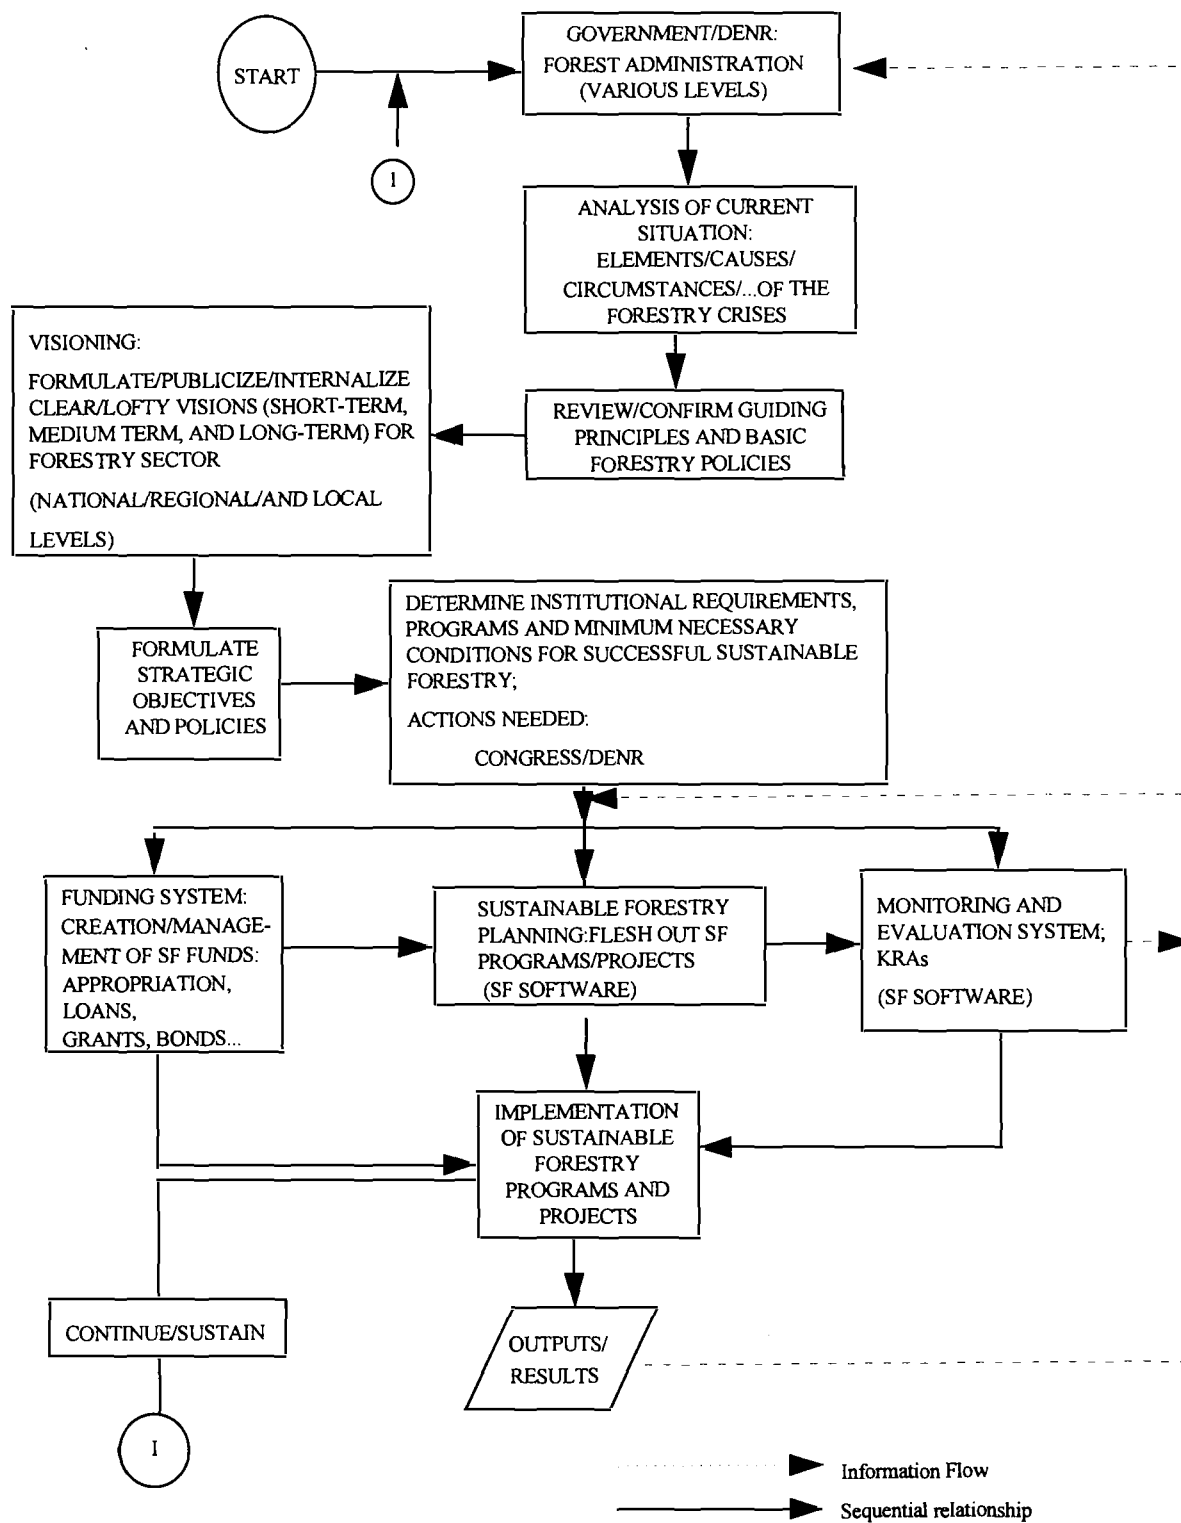 START
GOVERNMENT/DENR:
FOREST ADMINISTRATION
(VARIOUS LEVELS)
1
ANALYSIS OF CURRENT
SITUATION:
ELEMENTS/CAUSES/
CIRCUMSTANCES/...OF THE
FORESTRY CRISES
REVIEW/CONFIRM GUIDING
PRINCIPLES AND BASIC
FORESTRY POLICIES
VISIONING:
FORMULATE/PUBLICIZE/INTERNALIZE
CLEAR/LOFTY VISIONS (SHORT-TERM,
MEDIUM TERM, AND LONG-TERM) FOR
FORESTRY SECTOR
(NATIONAL/REGIONAL/AND LOCAL
LEVELS)
FORMULATE
STRATEGIC
OBJECTIVES
AND POLICIES
DETERMINE INSTITUTIONAL REQUIREMENTS,
PROGRAMS AND MINIMUM NECESSARY
CONDITIONS FOR SUCCESSFUL SUSTAINABLE
FORESTRY;
ACTIONS NEEDED:
CONGRESS/DENR
FUNDING SYSTEM:
CREATION/MANAGE-
MENT OF SF FUNDS:
APPROPRIATION,
LOANS,
GRANTS, BONDS...
SUSTAINABLE FORESTRY
PLANNING:FLESH OUT SF
PROGRAMS/PROJECTS
(SF SOFTWARE)
MONITORING AND
EVALUATION SYSTEM;
KRAs
(SF SOFTWARE)
IMPLEMENTATION
OF SUSTAINABLE
FORESTRY
PROGRAMS AND
PROJECTS
CONTINUE/SUSTAIN
OUTPUTS/
RESULTS
I
Information Flow
Sequential relationship